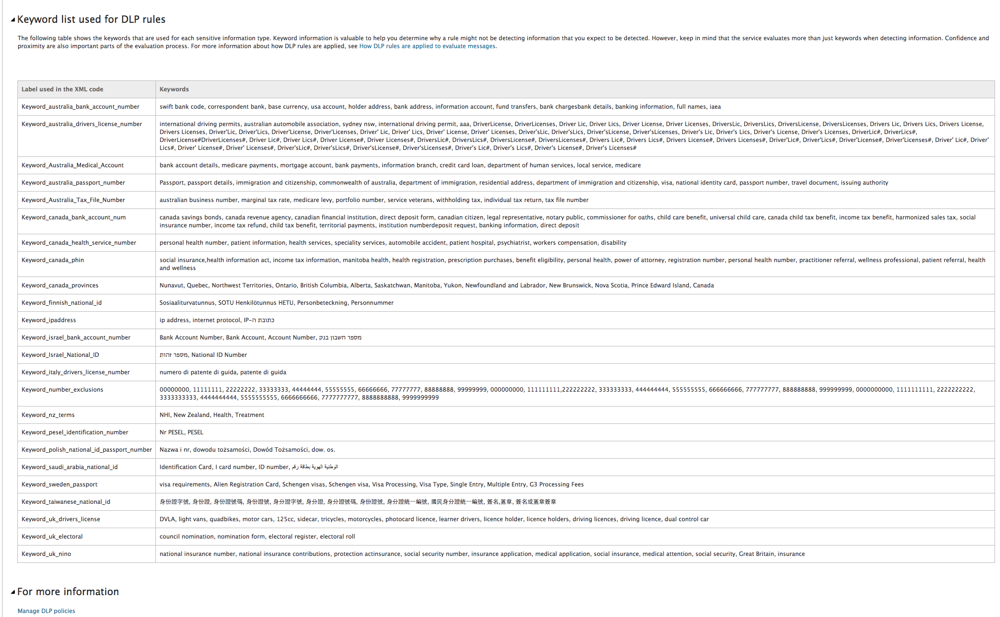 Keyword list used for DLP rules
The following table shows the keywords that are used for each sensitive information type. Keyword information is valuable to help you determine why a rule might not be detecting information that you expect to be detected. However, keep in mind that the service evaluates more than just keywords when detecting information. Confidence and
proximity are also important parts of the evaluation process. For more information about how DLP rules are applied, see How DLP rules are applied to evaluate messages.
Label used in the XML code Keywords
Keyword_australia_bank_account_number swift bank code, correspondent bank, base currency, usa account, holder address, bank address, information account, fund transfers, bank chargesbank details, banking information, full names, iaea
Keyword_australia_drivers_license_number international driving permits, australian automobile association, sydney nsw, international driving permit, aaa, DriverLicense, DriverLicenses, Driver Lic, Driver Lics, Driver License, Driver Licenses, DriversLic, DriversLics, DriversLicense, DriversLicenses, Drivers Lic, Drivers Lics, Drivers License,
Drivers Licenses, Driver'Lic, Driver'Lics, Driver'License, Driver'Licenses, Driver' Lic, Driver' Lics, Driver' License, Driver' Licenses, Driver'sLic, Driver'sLics, Driver'sLicense, Driver'sLicenses, Driver's Lic, Driver's Lics, Driver's License, Driver's Licenses, DriverLic#, DriverLics#,
DriverLicense#DriverLicenses#, Driver Lic#, Driver Lics#, Driver License#, Driver Licenses#, DriversLic#, DriversLics#, DriversLicense#, DriversLicenses#, Drivers Lic#, Drivers Lics#, Drivers License#, Drivers Licenses#, Driver'Lic#, Driver'Lics#, Driver'License#, Driver'Licenses#, Driver' Lic#, Driver'
Lics#, Driver' License#, Driver' Licenses#, Driver'sLic#, Driver'sLics#, Driver'sLicense#, Driver'sLicenses#, Driver's Lic#, Driver's Lics#, Driver's License#, Driver's Licenses#
Keyword_Australia_Medical_Account bank account details, medicare payments, mortgage account, bank payments, information branch, credit card loan, department of human services, local service, medicare
Keyword_australia_passport_number Passport, passport details, immigration and citizenship, commonwealth of australia, department of immigration, residential address, department of immigration and citizenship, visa, national identity card, passport number, travel document, issuing authority
Keyword_Australia_Tax_File_Number australian business number, marginal tax rate, medicare levy, portfolio number, service veterans, withholding tax, individual tax return, tax file number
Keyword_canada_bank_account_num canada savings bonds, canada revenue agency, canadian financial institution, direct deposit form, canadian citizen, legal representative, notary public, commissioner for oaths, child care benefit, universal child care, canada child tax benefit, income tax benefit, harmonized sales tax, social
insurance number, income tax refund, child tax benefit, territorial payments, institution numberdeposit request, banking information, direct deposit
Keyword_canada_health_service_number personal health number, patient information, health services, speciality services, automobile accident, patient hospital, psychiatrist, workers compensation, disability
Keyword_canada_phin social insurance,health information act, income tax information, manitoba health, health registration, prescription purchases, benefit eligibility, personal health, power of attorney, registration number, personal health number, practitioner referral, wellness professional, patient referral, health
and wellness
Keyword_canada_provinces Nunavut, Quebec, Northwest Territories, Ontario, British Columbia, Alberta, Saskatchwan, Manitoba, Yukon, Newfoundland and Labrador, New Brunswick, Nova Scotia, Prince Edward Island, Canada
Keyword_finnish_national_id Sosiaaliturvatunnus, SOTU Henkilötunnus HETU, Personbeteckning, Personnummer
Keyword_ipaddress ip address, internet protocol, IP-כתובת ה
Keyword_israel_bank_account_number Bank Account Number, Bank Account, Account Number, מספר חשבון בנק
Keyword_Israel_National_ID מספר זהות, National ID Number
Keyword_italy_drivers_license_number numero di patente di guida, patente di guida
Keyword_number_exclusions 00000000, 11111111, 22222222, 33333333, 44444444, 55555555, 66666666, 77777777, 88888888, 99999999, 000000000, 111111111,222222222, 333333333, 444444444, 555555555, 666666666, 777777777, 888888888, 999999999, 0000000000, 1111111111, 2222222222,
3333333333, 4444444444, 5555555555, 6666666666, 7777777777, 8888888888, 9999999999
Keyword_nz_terms NHI, New Zealand, Health, Treatment
Keyword_pesel_identification_number Nr PESEL, PESEL
Keyword_polish_national_id_passport_number Nazwa i nr, dowodu tożsamości, Dowód Tożsamości, dow. os.
Keyword_saudi_arabia_national_id Identification Card, I card number, ID number, الوطنية الهوية بطاقة رقم
Keyword_sweden_passport visa requirements, Alien Registration Card, Schengen visas, Schengen visa, Visa Processing, Visa Type, Single Entry, Multiple Entry, G3 Processing Fees
Keyword_taiwanese_national_id 身份證字號, 身份證, 身份證號碼, 身份證號, 身分證字號, 身分證, 身分證號碼, 身份證號, 身分證統一編號, 國民身分證統一編號, 簽名,蓋章, 簽名或蓋章簽章
Keyword_uk_drivers_license DVLA, light vans, quadbikes, motor cars, 125cc, sidecar, tricycles, motorcycles, photocard licence, learner drivers, licence holder, licence holders, driving licences, driving licence, dual control car
Keyword_uk_electoral council nomination, nomination form, electoral register, electoral roll
Keyword_uk_nino national insurance number, national insurance contributions, protection actinsurance, social security number, insurance application, medical application, social insurance, medical attention, social security, Great Britain, insurance
For more information
Manage DLP policies